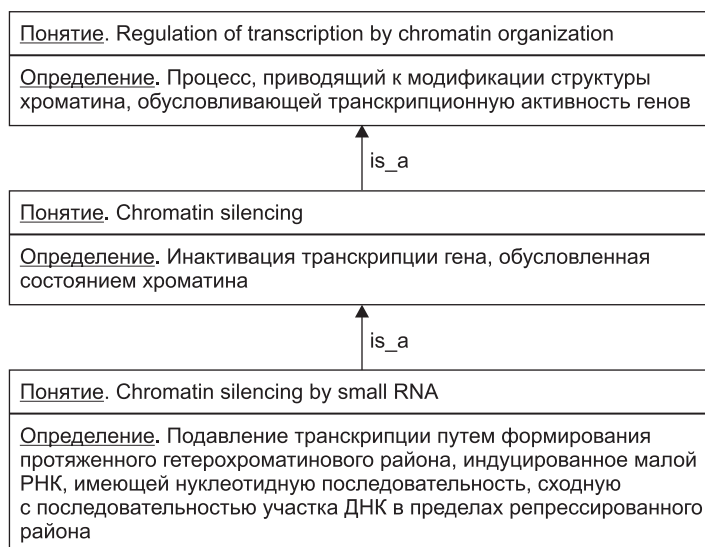 Понятие. Regulation of transcription by chromatin organization
Определение. Процесс, приводящий к модификации структуры
хроматина, обусловливающей транскрипционную активность генов
is_a
Понятие. Chromatin silencing
Определение. Инактивация транскрипции гена, обусловленная
состоянием хроматина
is_a
Понятие. Chromatin silencing by small RNA
Определение. Подавление транскрипции путем формирования
протяженного гетерохроматинового района, индуцированное малой
РНК, имеющей нуклеотидную последовательность, сходную
с последовательностью участка ДНК в пределах репрессированного
района